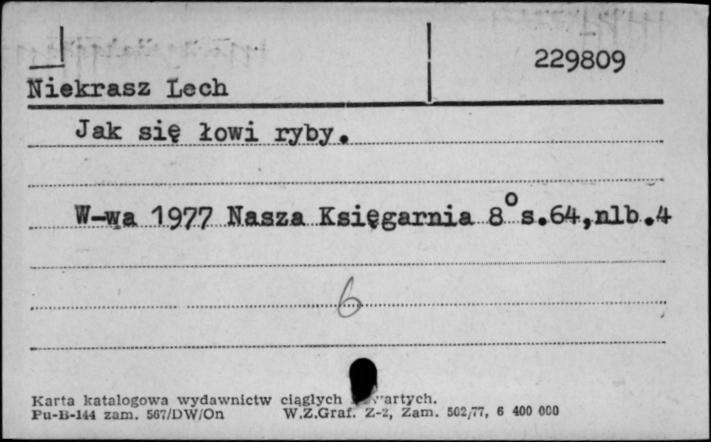 229809
Niekrasz Lech
Jak się łowi ryby.
W-wa 1977 Nasza Księgarnia 8° s.64,nlb.4
6
Karta katalogowa wydawnictw ciągłych
Pu-B-144 zam. 567/DW/On W.Z.Graf. Z-2, Zam. 502/77, 6 400 000